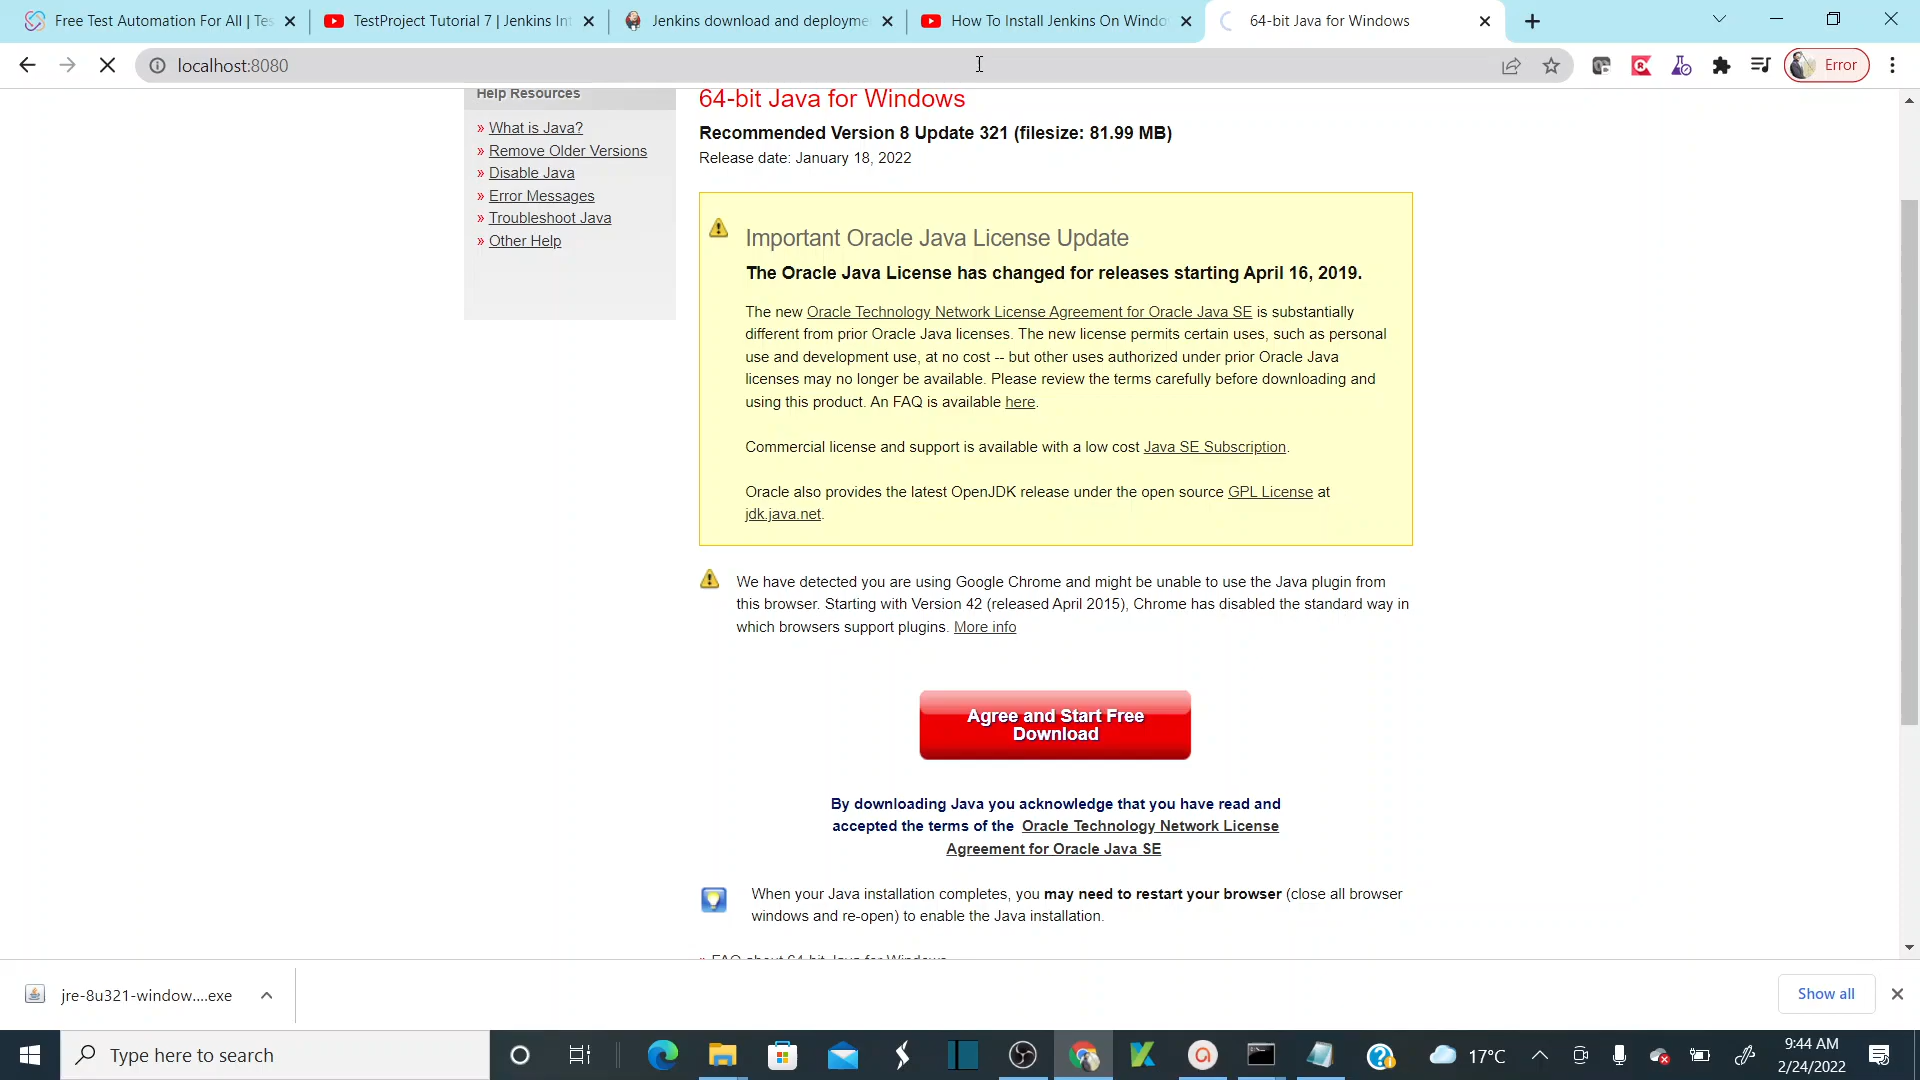 Free Test Automation For All | Tes
TestProject Tutorial 7 | Jenkins Int
Jenkins download and deployme
How To Install Jenkins On Windo
64-bit Java for Windows
localhost:8080
Error
Help Resources
» What is Java?
» Remove Older Versions
» Disable Java
» Error Messages
» Troubleshoot Java
» Other Help
64-bit Java for Windows
Recommended Version 8 Update 321 (filesize: 81.99 MB)
Release date: January 18, 2022
Important Oracle Java License Update
The Oracle Java License has changed for releases starting April 16, 2019.
The new Oracle Technology Network License Agreement for Oracle Java SE is substantially
different from prior Oracle Java licenses. The new license permits certain uses, such as personal
use and development use, at no cost -- but other uses authorized under prior Oracle Java
licenses may no longer be available. Please review the terms carefully before downloading and
using this product. An FAQ is available here.
Commercial license and support is available with a low cost Java SE Subscription.
Oracle also provides the latest OpenJDK release under the open source GPL License at
jdk.java.net.
We have detected you are using Google Chrome and might be unable to use the Java plugin from
this browser. Starting with Version 42 (released April 2015), Chrome has disabled the standard way in
which browsers support plugins. More info
Agree and Start Free
Download
By downloading Java you acknowledge that you have read and
accepted the terms of the Oracle Technology Network License
Agreement for Oracle Java SE
When your Java installation completes, you may need to restart your browser (close all browser
windows and re-open) to enable the Java installation.
» FAQ about 64-bit Java for Windows
jre-8u321-window....exe
Show all
Type here to search
17°C
9:44 AM
2/24/2022